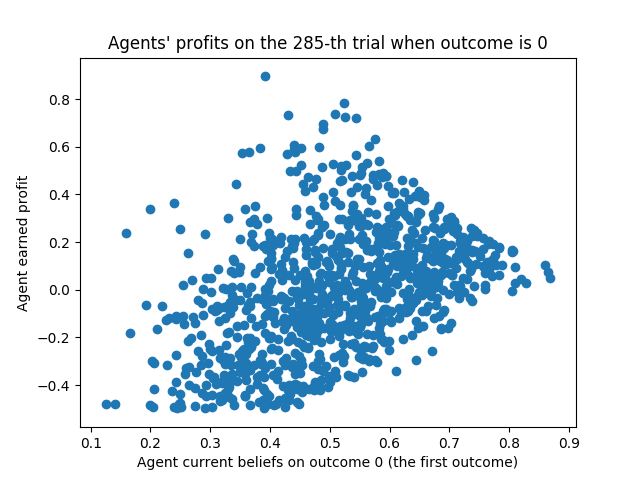 Agents' profits on the 285-th trial when outcome is 0
Agent earned profit
0.8
0.6
0.4
0.2
0.0
−0.2
−0.4
0.1 0.2 0.3 0.4 0.5 0.6 0.7 0.8 0.9
Agent current beliefs on outcome 0 (the first outcome)